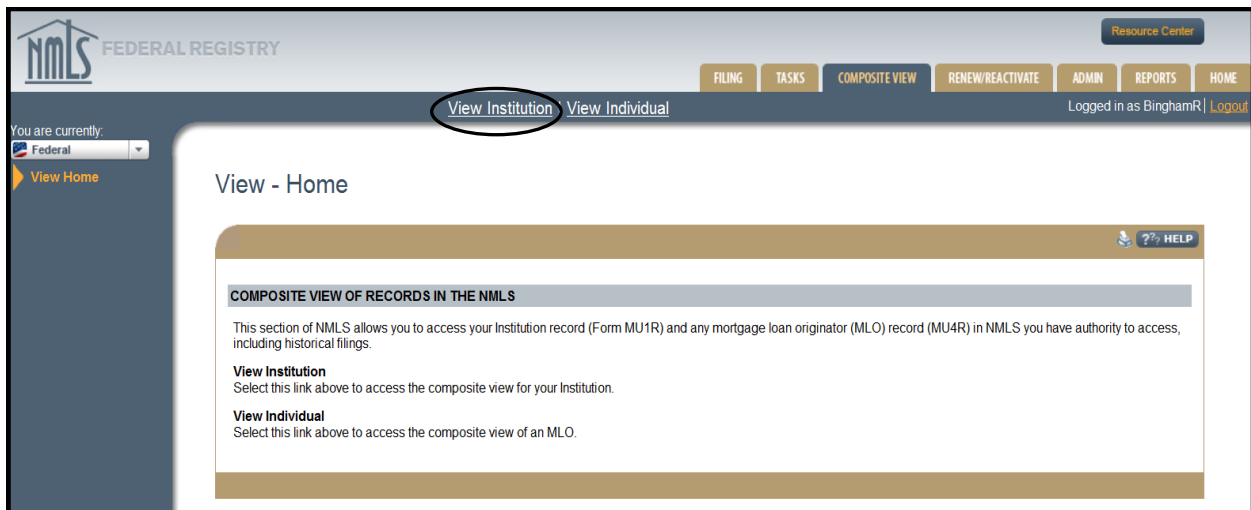 NMLS FEDERAL REGISTRY
Resource Center
FILING TASKS COMPOSITE VIEW RENEW/REACTIVATE ADMIN REPORTS HOME
View Institution | View Individual
Logged in as BinghamR | Logout
You are currently:
Federal
View Home
View - Home
??? HELP
COMPOSITE VIEW OF RECORDS IN THE NMLS
This section of NMLS allows you to access your Institution record (Form MU1R) and any mortgage loan originator (MLO) record (MU4R) in NMLS you have authority to access,
including historical filings.
View Institution
Select this link above to access the composite view for your Institution.
View Individual
Select this link above to access the composite view of an MLO.